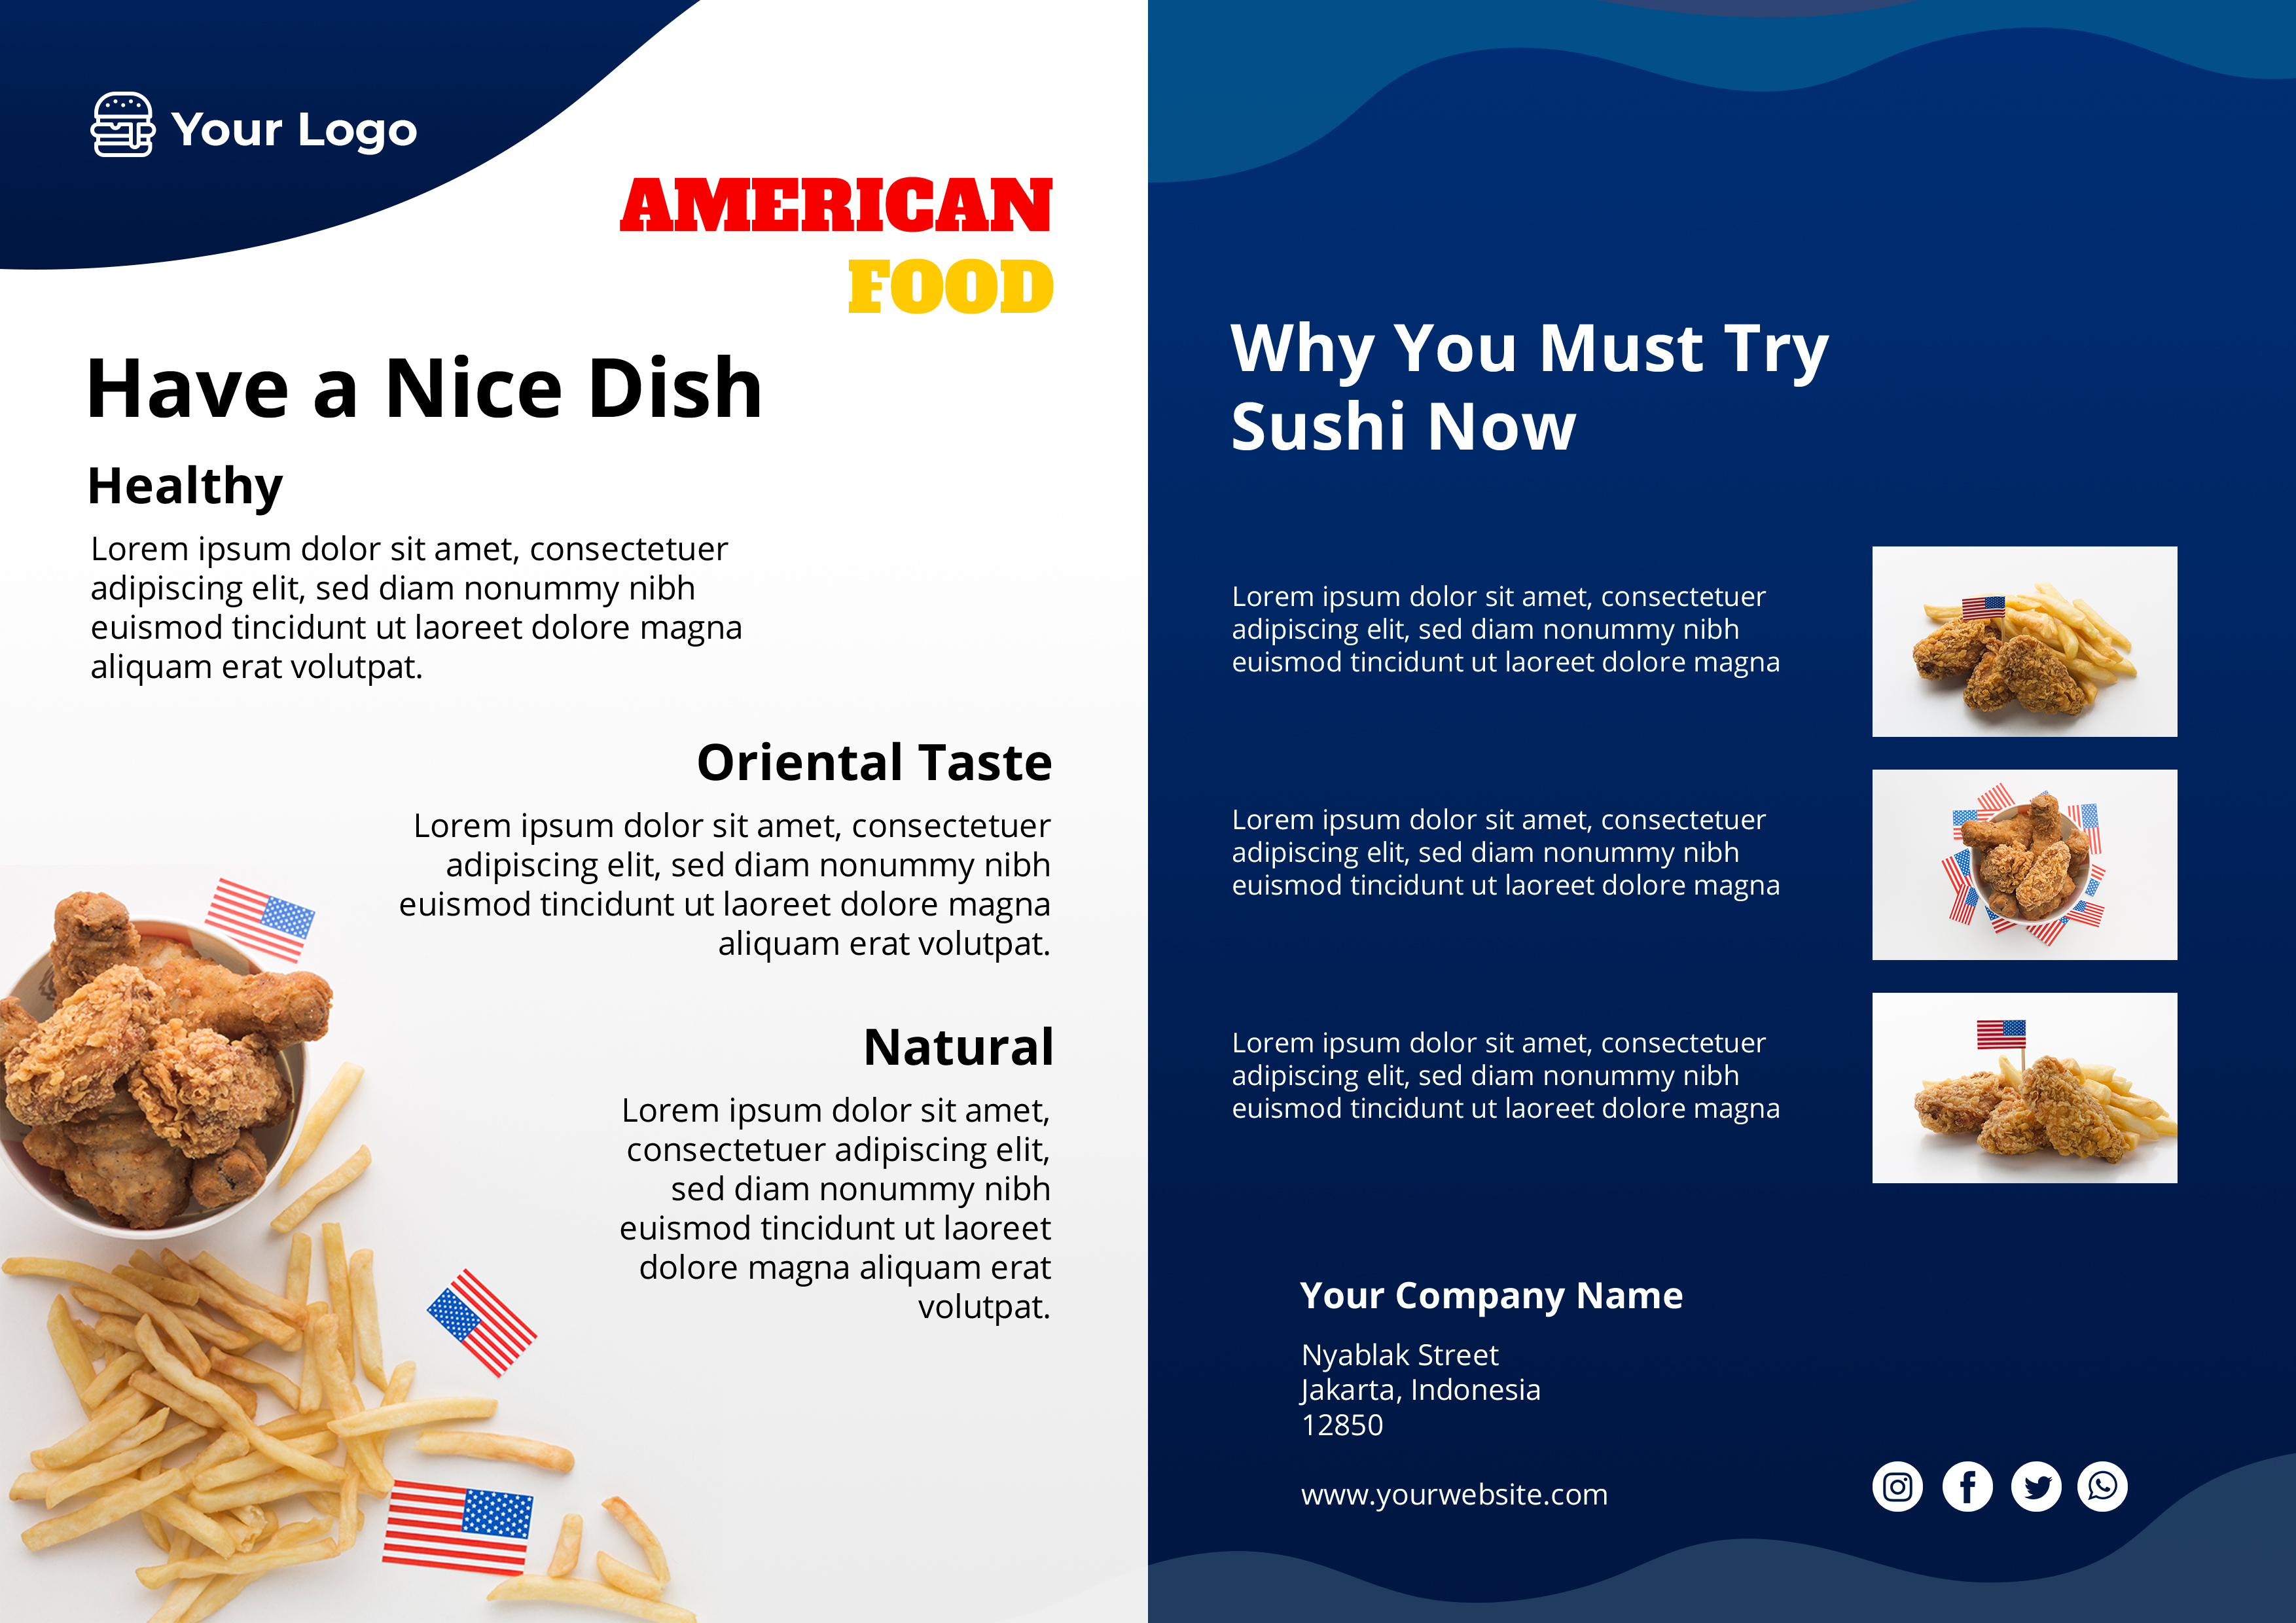 Your Logo
AMERICAN
FOOD
Have a Nice Dish
Healthy
Lorem ipsum dolor sit amet, consectetuer
adipiscing elit, sed diam nonummy nibh
euismod tincidunt ut laoreet dolore magna
aliquam erat volutpat.
Oriental Taste
Lorem ipsum dolor sit amet, consectetuer
adipiscing elit, sed diam nonummy nibh
euismod tincidunt ut laoreet dolore magna
aliquam erat volutpat.
Natural
Lorem ipsum dolor sit amet,
consectetuer adipiscing elit,
sed diam nonummy nibh
euismod tincidunt ut laoreet
dolore magna aliquam erat
volutpat.
Why You Must Try
Sushi Now
Lorem ipsum dolor sit amet, consectetuer
adipiscing elit, sed diam nonummy nibh
euismod tincidunt ut laoreet dolore magna
Lorem ipsum dolor sit amet, consectetuer
adipiscing elit, sed diam nonummy nibh
euismod tincidunt ut laoreet dolore magna
Lorem ipsum dolor sit amet, consectetuer
adipiscing elit, sed diam nonummy nibh
euismod tincidunt ut laoreet dolore magna
Your Company Name
Nyablak Street
Jakarta, Indonesia
12850
www.yourwebsite.com